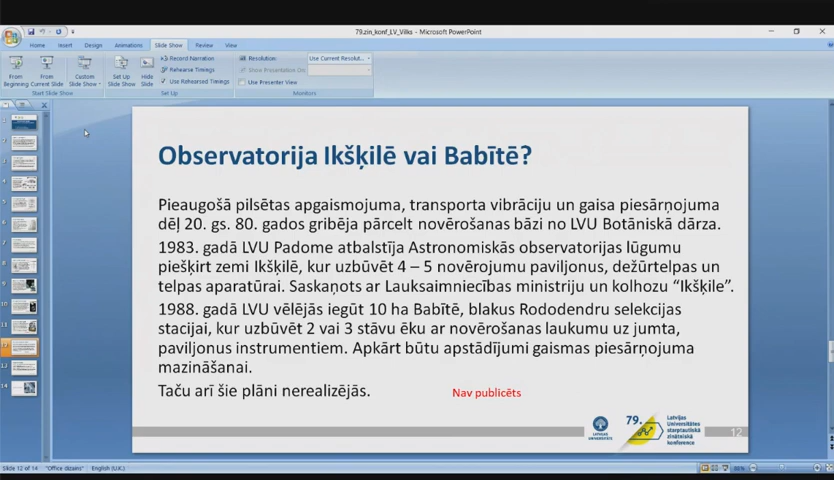 79.zin_konf_LV_Vilks - Microsoft PowerPoint
Home Insert Design Animations Slide Show Review View
From Beginning
From Current Slide
Custom Slide Show
Start Slide Show
Set Up Slide Show
Hide Slide
Record Narration
Rehearse Timings
Use Rehearsed Timings
Set Up
Resolution:
Use Current Resolut...
Show Presentation On:
Use Presenter View
Monitors
Observatorija Ikšķilē vai Babītē?
Pieaugošā pilsētas apgaismojuma, transporta vibrāciju un gaisa piesārņojuma
dēļ 20. gs. 80. gados gribēja pārcelt novērošanas bāzi no LVU Botāniskā dārza.
1983. gadā LVU Padome atbalstīja Astronomiskās observatorijas lūgumu
piešķirt zemi Ikšķilē, kur uzbūvēt 4 – 5 novērojumu paviljonus, dežūrtelpas un
telpas aparatūrai. Saskaņots ar Lauksaimniecības ministriju un kolhozu “Ikšķile”.
1988. gadā LVU vēlējās iegūt 10 ha Babītē, blakus Rododendru selekcijas
stacijai, kur uzbūvēt 2 vai 3 stāvu ēku ar novērošanas laukumu uz jumta,
paviljonus instrumentiem. Apkārt būtu apstādījumi gaismas piesārņojuma
mazināšanai.
Taču arī šie plāni nerealizējās.
Nav publicēts
LATVIJAS UNIVERSITĀTE
79.
Latvijas
Universitātes
starptautiskā
zinātniskā
konference
12
Slide 12 of 14 "Office dizains" English (U.K.)